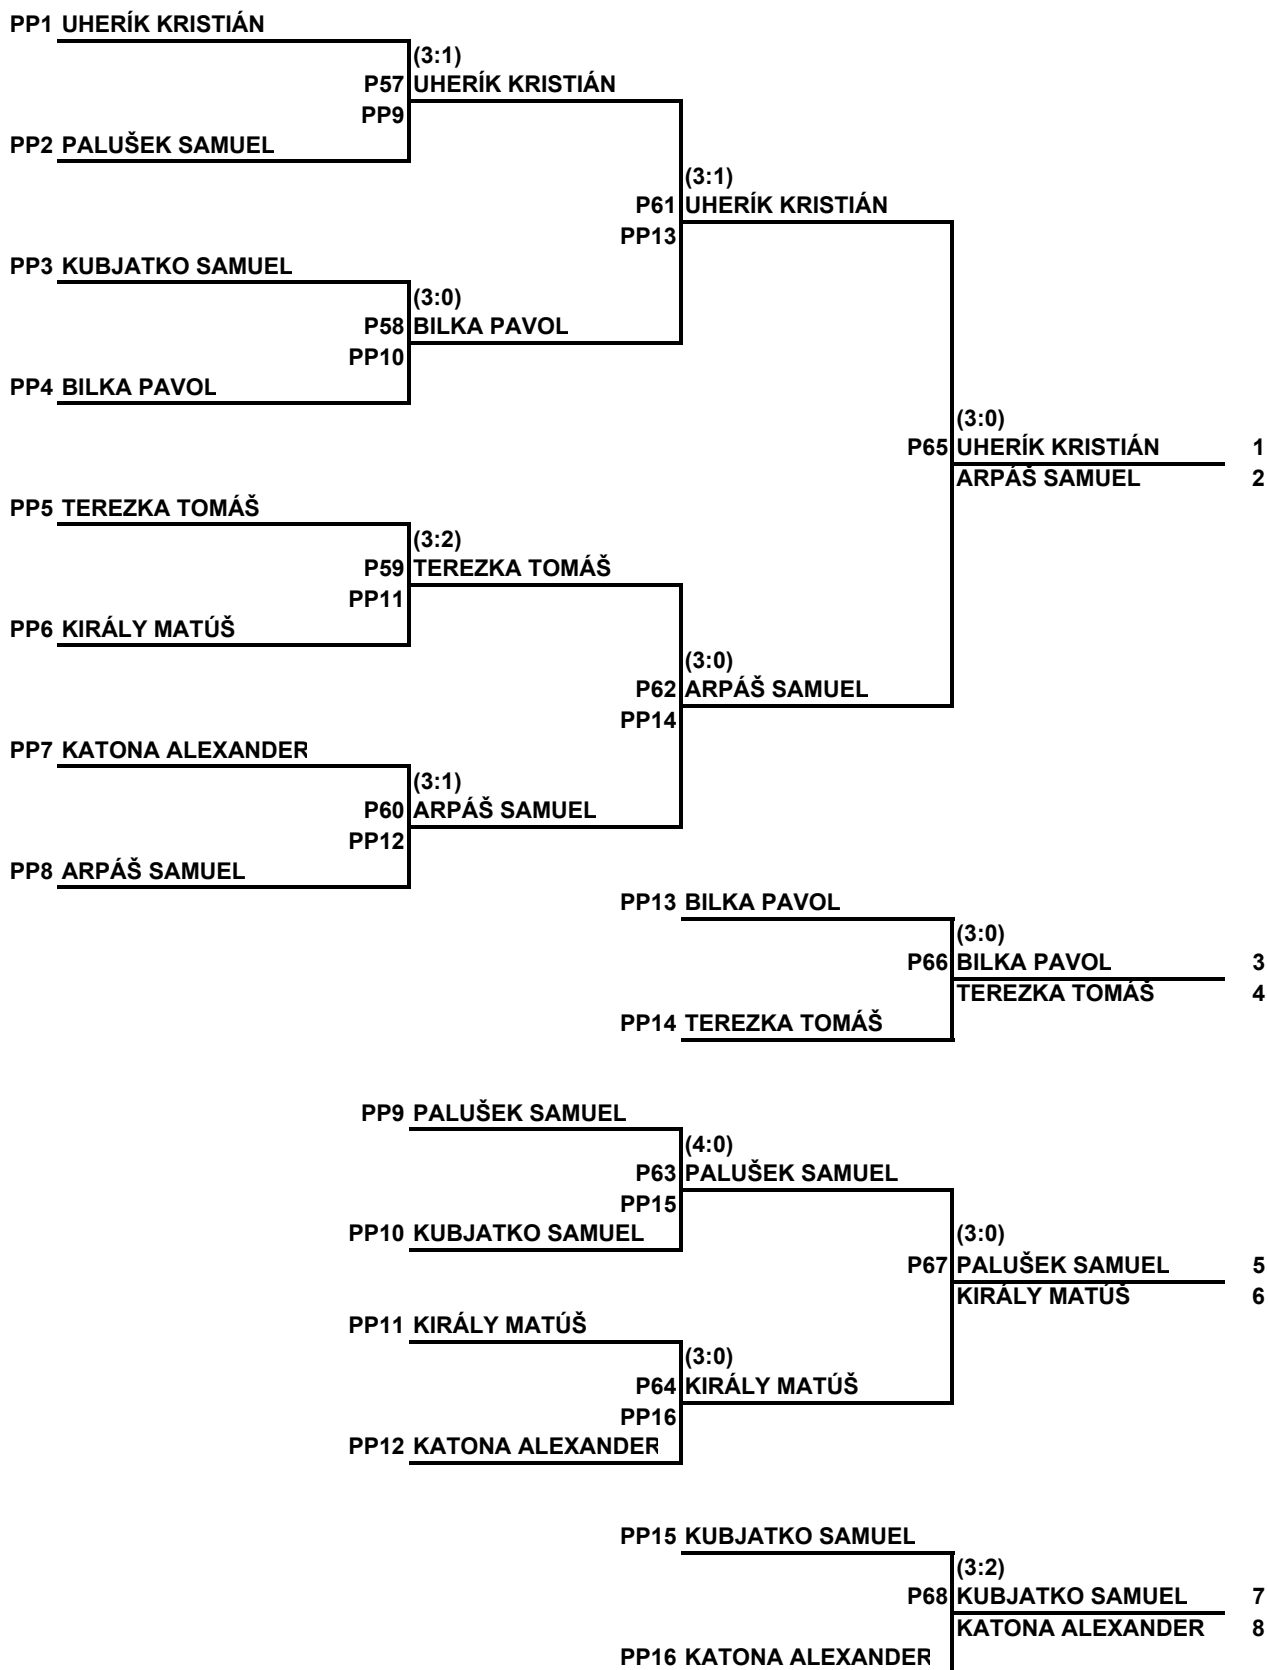 PP1 UHERÍK KRISTIÁN
(3:1)
P57 UHERÍK KRISTIÁN
PP9
PP2 PALUŠEK SAMUEL
(3:1)
P61 UHERÍK KRISTIÁN
PP13
PP3 KUBJATKO SAMUEL
(3:0)
P58 BILKA PAVOL
PP10
PP4 BILKA PAVOL
(3:0)
P65 UHERÍK KRISTIÁN 1
ARPÁŠ SAMUEL 2
PP5 TEREZKA TOMÁŠ
(3:2)
P59 TEREZKA TOMÁŠ
PP11
PP6 KIRÁLY MATÚŠ
(3:0)
P62 ARPÁŠ SAMUEL
PP14
PP7 KATONA ALEXANDER
(3:1)
P60 ARPÁŠ SAMUEL
PP12
PP8 ARPÁŠ SAMUEL
PP13 BILKA PAVOL
(3:0)
P66 BILKA PAVOL 3
TEREZKA TOMÁŠ 4
PP14 TEREZKA TOMÁŠ
PP9 PALUŠEK SAMUEL
(4:0)
P63 PALUŠEK SAMUEL
PP15
PP10 KUBJATKO SAMUEL
(3:0)
P67 PALUŠEK SAMUEL 5
KIRÁLY MATÚŠ 6
PP11 KIRÁLY MATÚŠ
(3:0)
P64 KIRÁLY MATÚŠ
PP16
PP12 KATONA ALEXANDER
PP15 KUBJATKO SAMUEL
(3:2)
P68 KUBJATKO SAMUEL 7
KATONA ALEXANDER 8
PP16 KATONA ALEXANDER